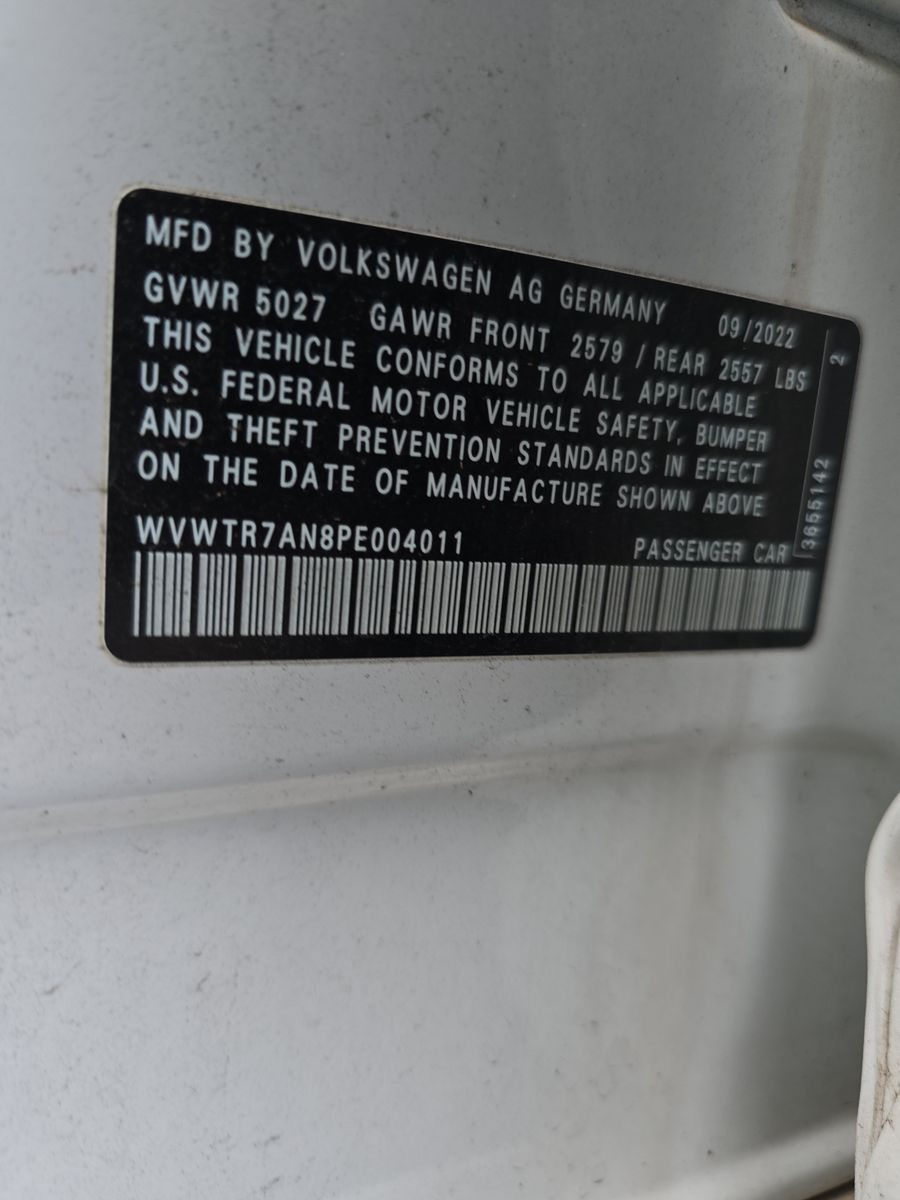 MFD BY VOLKSWAGEN AG GERMANY 09/2022
GVWR 5027 GAWR FRONT 2579 / REAR 2557 LBS
THIS VEHICLE CONFORMS TO ALL APPLICABLE
U.S. FEDERAL MOTOR VEHICLE SAFETY, BUMPER
AND THEFT PREVENTION STANDARDS IN EFFECT
ON THE DATE OF MANUFACTURE SHOWN ABOVE
WVWTR7AN8PE004011 PASSENGER CAR
3655142 2